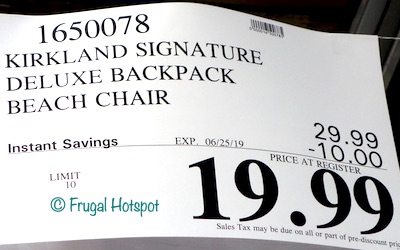 1650078
KIRKLAND SIGNATURE
DELUXE BACKPACK
BEACH CHAIR
29.99
Instant Savings EXP. 06/25/19 -10.00
PRICE AT REGISTER
LIMIT
10
19.99
© Frugal Hotspot
Sales Tax may be due on all or part of pre-discount pric